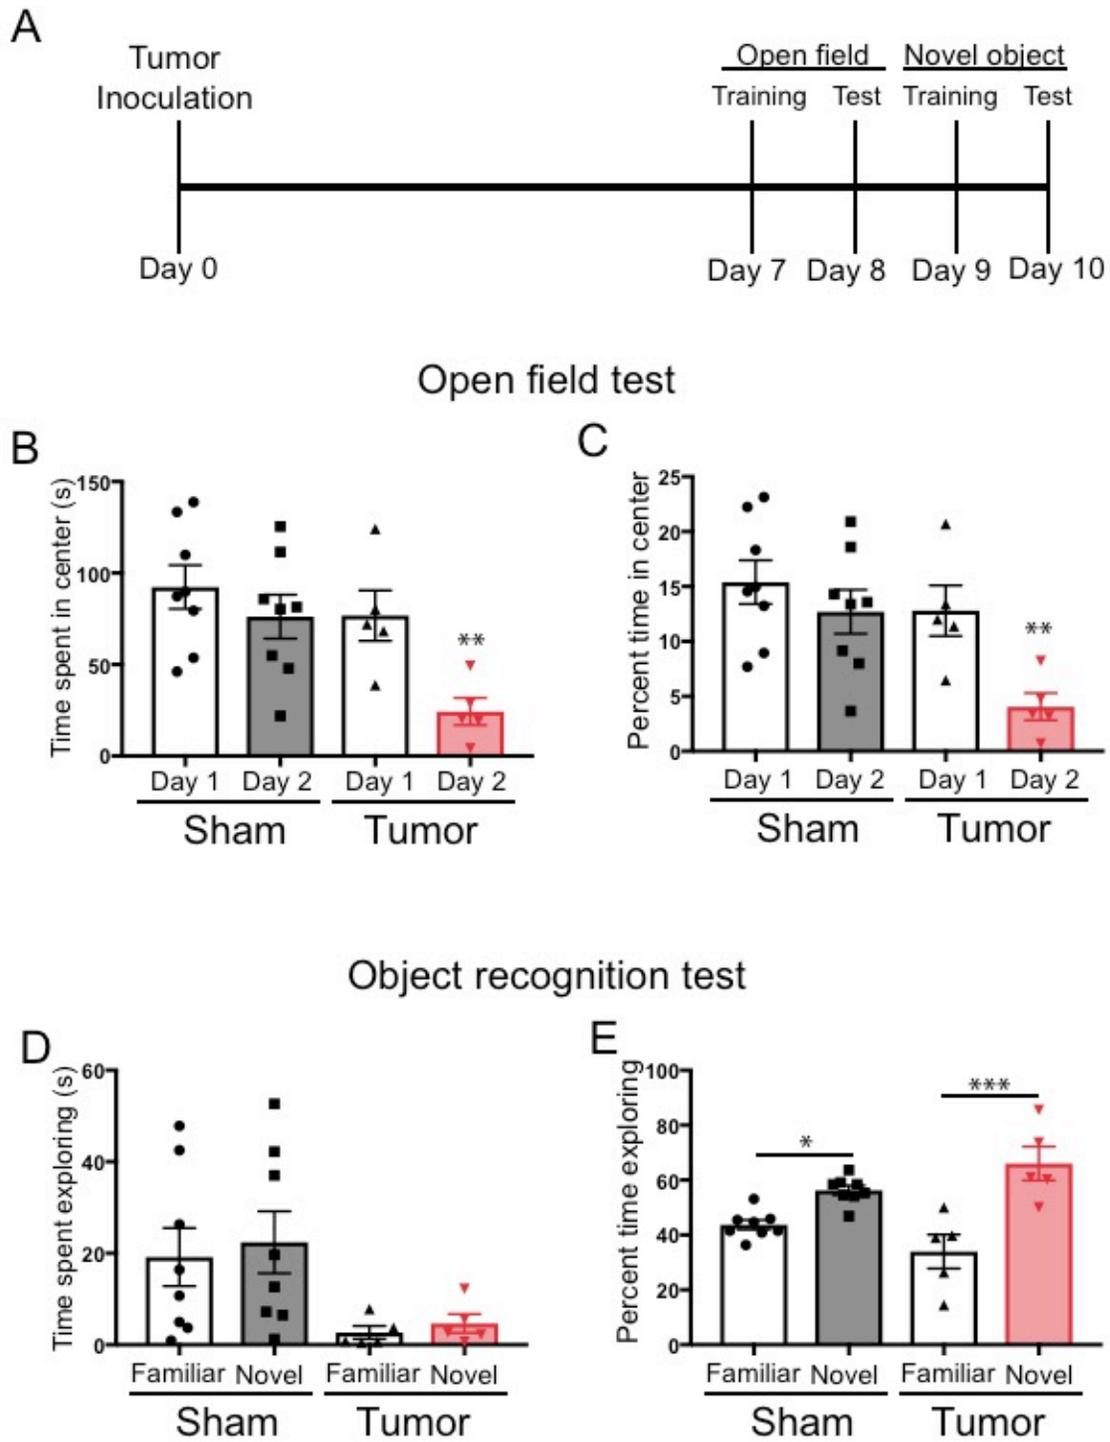 A
Tumor
Inoculation
Open field
Novel object
Training Test Training Test
Day 0
Day 7 Day 8 Day 9 Day 10
Open field test
B
Time spent in center (s)
150
100
50
0
**
Day 1 Day 2 Day 1 Day 2
Sham Tumor
C
Percent time in center
25
20
15
10
5
0
**
Day 1 Day 2 Day 1 Day 2
Sham Tumor
Object recognition test
D
Time spent exploring (s)
60
40
20
0
Familiar Novel Familiar Novel
Sham Tumor
E
Percent time exploring
100
80
60
40
20
0
*
***
Familiar Novel Familiar Novel
Sham Tumor